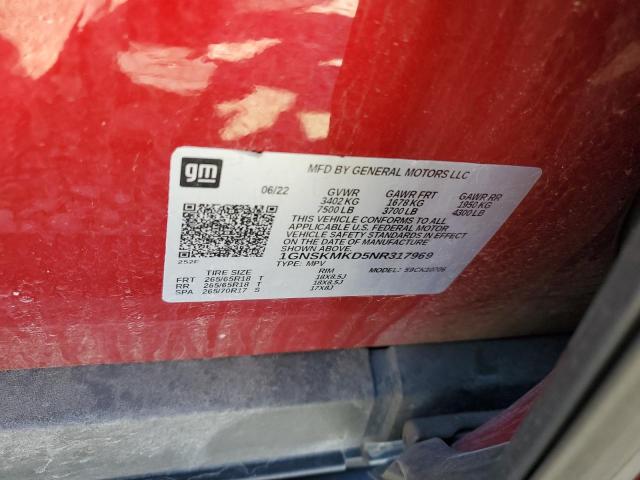 gm
MFD BY GENERAL MOTORS LLC
06/22 GVWR GAWR FRT GAWR RR
3402 KG 1678 KG 1950 KG
7500 LB 3700 LB 4300 LB
THIS VEHICLE CONFORMS TO ALL
APPLICABLE U.S. FEDERAL MOTOR
VEHICLE SAFETY STANDARDS IN EFFECT
ON THE DATE OF MANUFACTURE
SHOWN ABOVE.
1GNSKMKD5NR317969
252F
TYPE: MPV MODEL:
TIRE SIZE RIM
FRT 265/65R18 T 18X8.5J
RR 265/65R18 T 18X8.5J
SPA 265/70R17 S 17X8J